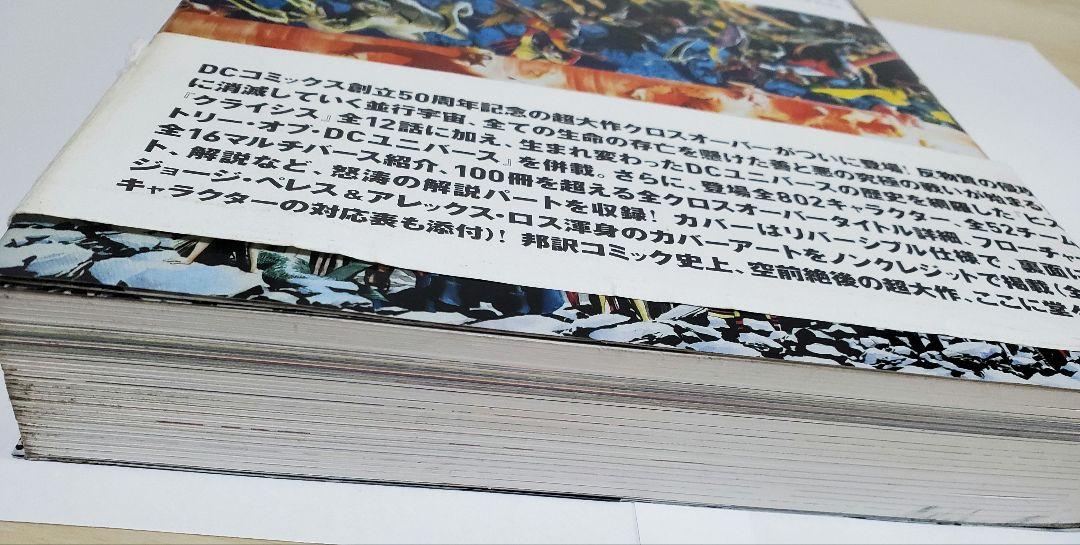 DCコミックス創立50周年記念の超大作クロスオーバーがついに登場! 反物質の侵
に消滅していく並行宇宙、全ての生命の存亡を懸けた善と悪の究極の戦いが始まる
『クライシス』全12話に加え、生まれ変わったDCユニバースの歴史を網羅した『ヒス
トリー・オブ・DCユニバース』を併載。さらに、登場全802キャラクター、全52チーム
全16マルチバース紹介、100冊を超える全クロスオーバータイトル詳細、フローチャー
ト、解説など、怒濤の解説パートを収録! カバーはリバーシブル仕様で、裏面に
ジョージ・ペレス&アレックス・ロス渾身のカバーアートをノンクレジットで掲載(全
キャラクターの対応表も添付)! 邦訳コミック史上、空前絶後の超大作、ここに堂